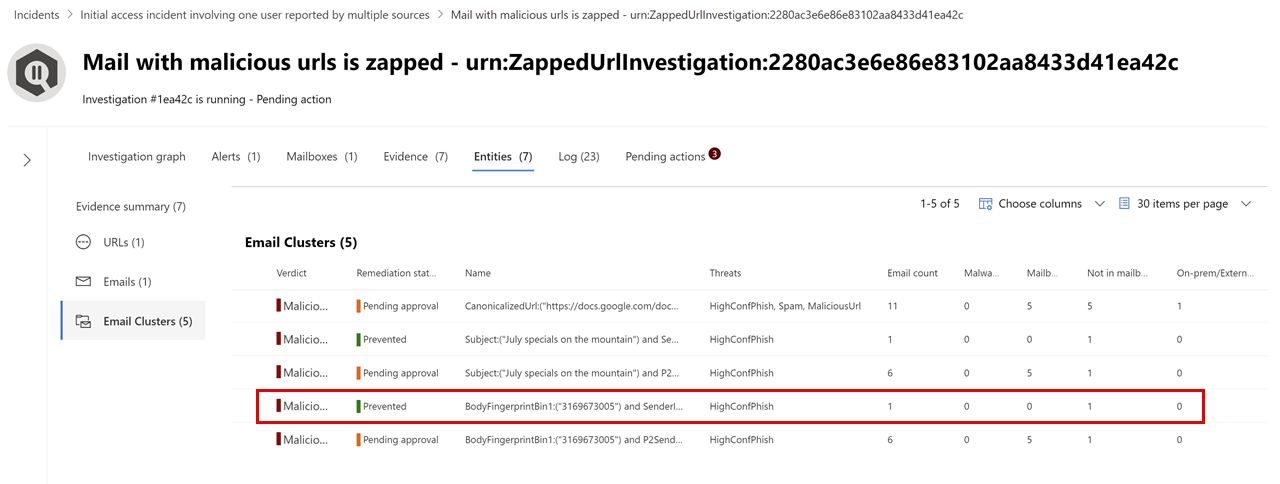 Incidents > Initial access incident involving one user reported by multiple sources > Mail with malicious urls is zapped - urn:ZappedUrlInvestigation:2280ac3e6e86e83102aa8433d41ea42c
Mail with malicious urls is zapped - urn:ZappedUrlInvestigation:2280ac3e6e86e83102aa8433d41ea42c
Investigation #1ea42c is running - Pending action
Investigation graph Alerts (1) Mailboxes (1) Evidence (7) Entities (7) Log (23) Pending actions 3
Evidence summary (7)
URLs (1)
Emails (1)
Email Clusters (5)
1-5 of 5 Choose columns 30 items per page
Email Clusters (5)
Verdict Remediation stat... Name Threats Email count Malwa... Mailb... Not in mailb... On-prem/Extern...
Malicio... Pending approval CanonicalizedUrl:("https://docs.google.com/doc... HighConfPhish, Spam, MaliciousUrl 11 0 5 5 1
Malicio... Prevented Subject:("July specials on the mountain") and Se... HighConfPhish 1 0 0 1 0
Malicio... Pending approval Subject:("July specials on the mountain") and P2... HighConfPhish 6 0 5 1 0
Malicio... Prevented BodyFingerprintBin1:("3169673005") and SenderI... HighConfPhish 1 0 0 1 0
Malicio... Pending approval BodyFingerprintBin1:("3169673005") and P2Send... HighConfPhish 6 0 5 1 0